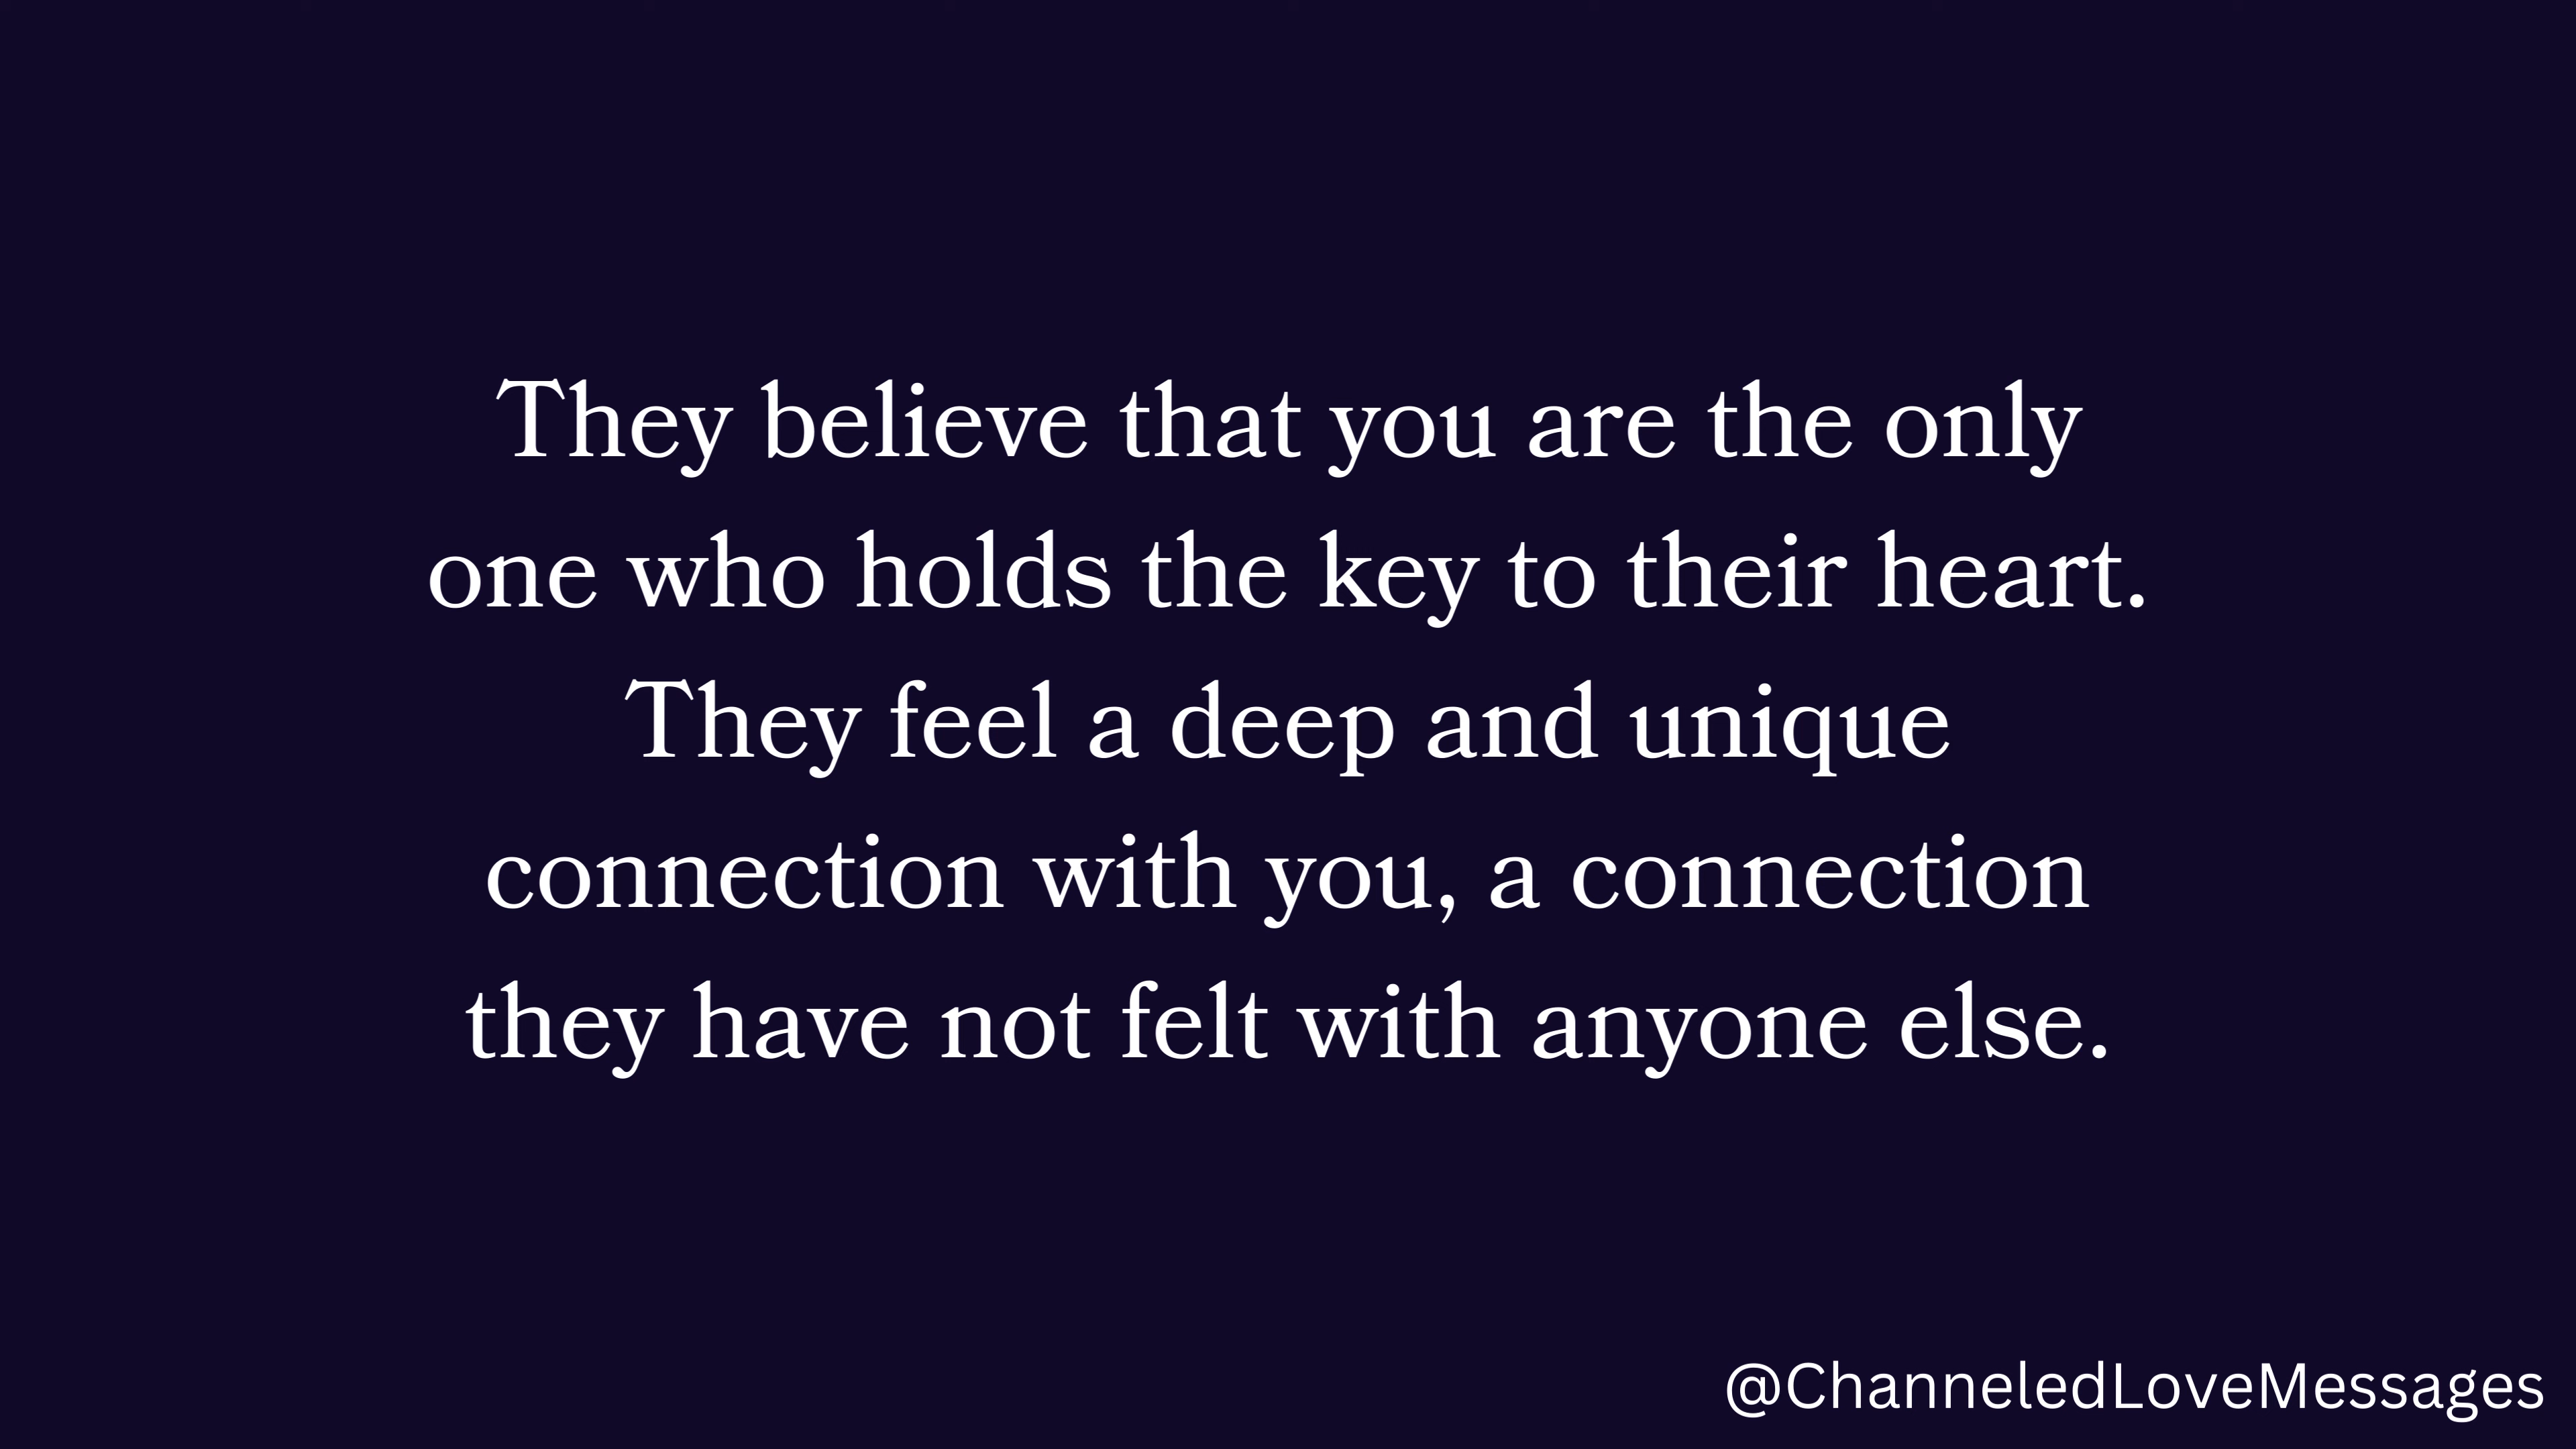 They believe that you are the only
one who holds the key to their heart.
They feel a deep and unique
connection with you, a connection
they have not felt with anyone else.
@ChanneledLoveMessages